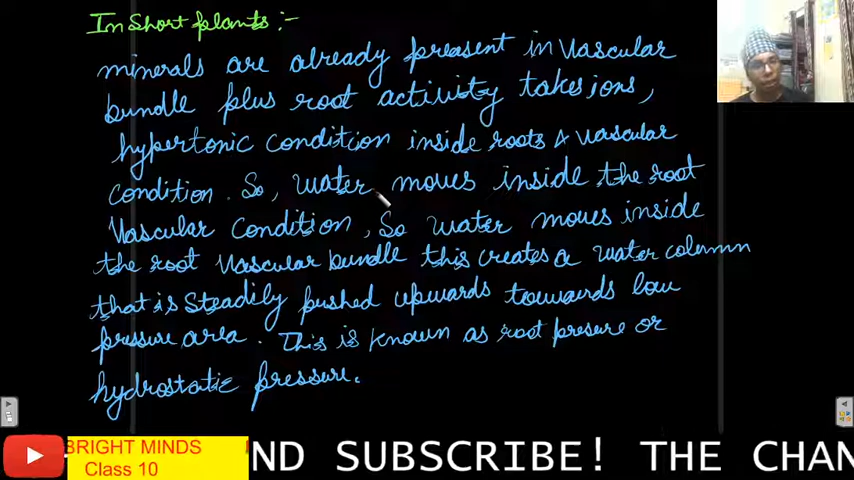 In Short plants :-
minerals are already preasent in vascular
bundle plus root activity takes ions,
hypertonic condition inside roots & vascular
condition. So, water moves inside the root
Vascular condition, So water moves inside
the root vascular bundle this creates a water column
that is steadily pushed upwards towards low
pressure area. This is known as root presure or
hydrostatic pressure.
BRIGHT MINDS
Class 10
ND SUBSCRIBE! THE CHAN